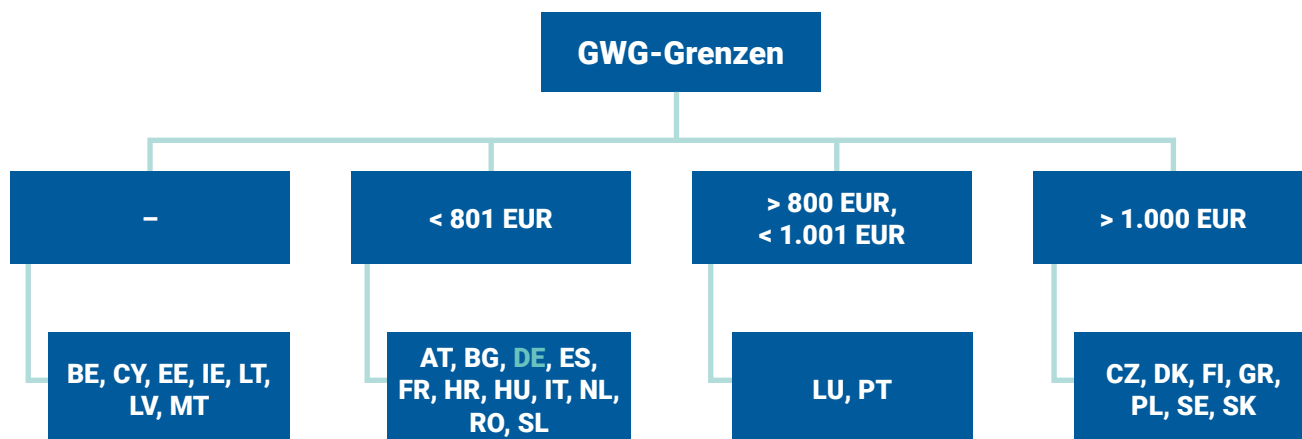 GWG-Grenzen
–
< 801 EUR
> 800 EUR,
< 1.001 EUR
> 1.000 EUR
BE, CY, EE, IE, LT,
LV, MT
AT, BG, DE, ES,
FR, HR, HU, IT, NL,
RO, SL
LU, PT
CZ, DK, FI, GR,
PL, SE, SK